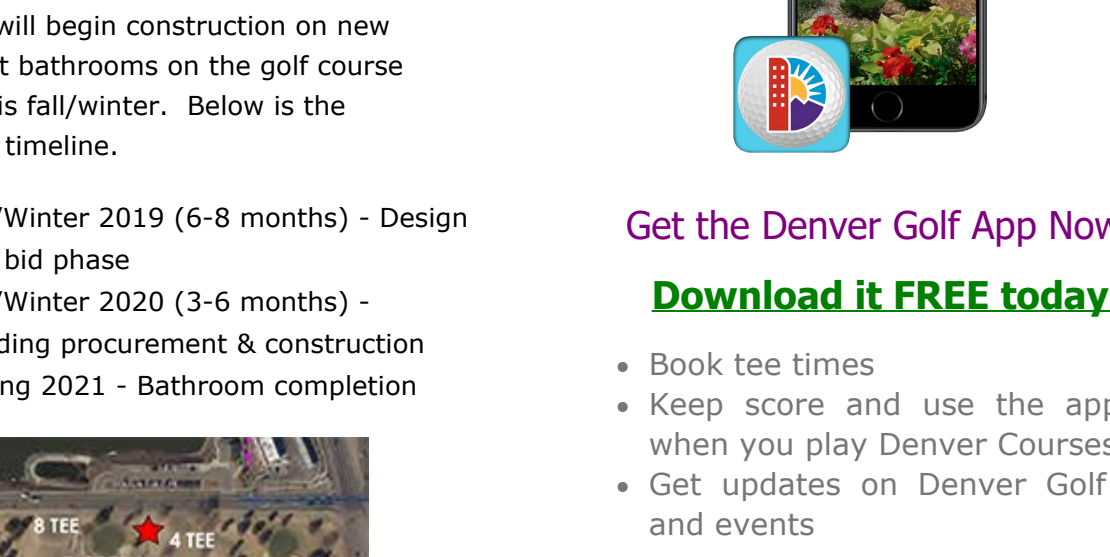 will begin construction on new
t bathrooms on the golf course
is fall/winter. Below is the
timeline.
/Winter 2019 (6-8 months) - Design
bid phase
/Winter 2020 (3-6 months) -
ding procurement & construction
ng 2021 - Bathroom completion
8 TEE
4 TEE
Get the Denver Golf App Now
Download it FREE today
• Book tee times
• Keep score and use the app
when you play Denver Courses
• Get updates on Denver Golf
and events